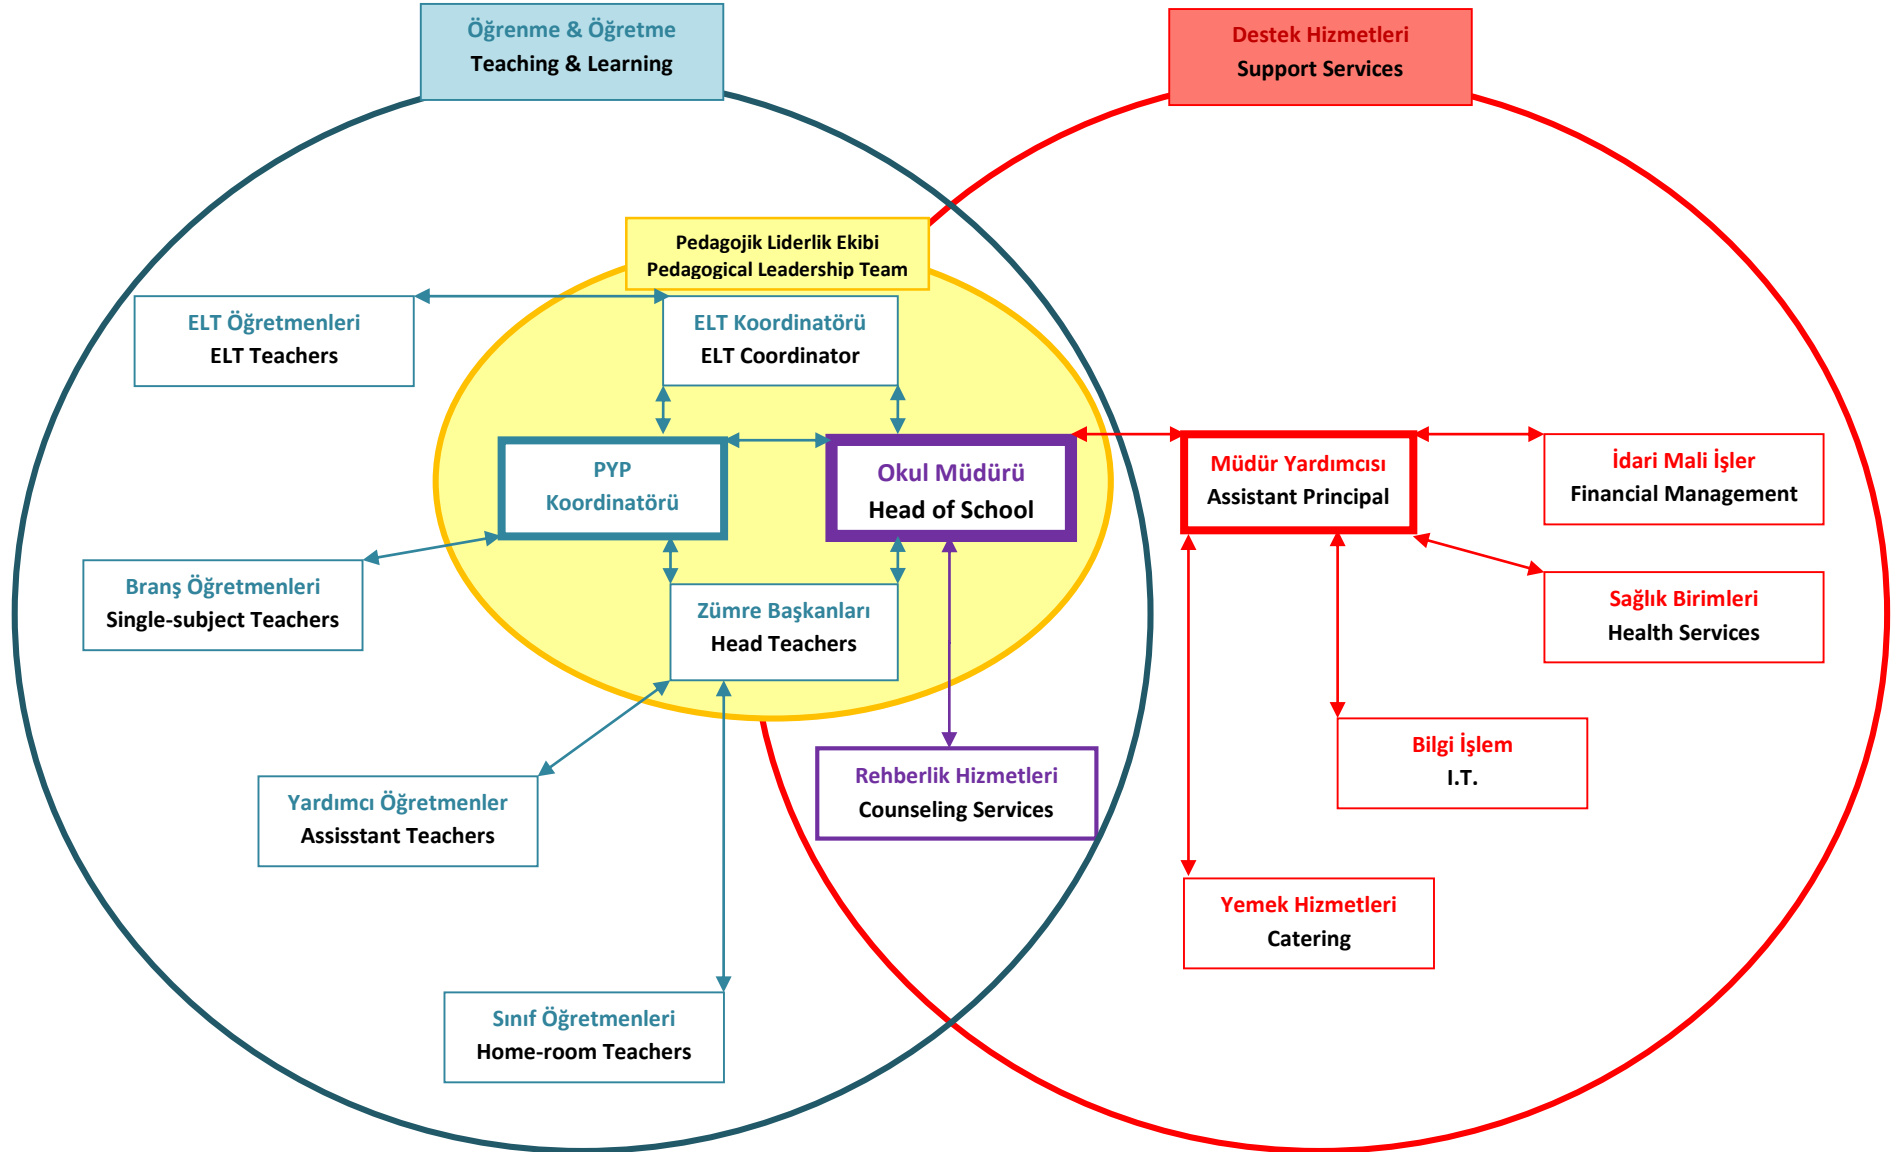 Öğrenme & Öğretme
Teaching & Learning
Destek Hizmetleri
Support Services
Pedagojik Liderlik Ekibi
Pedagogical Leadership Team
ELT Öğretmenleri
ELT Teachers
ELT Koordinatörü
ELT Coordinator
PYP
Koordinatörü
Okul Müdürü
Head of School
Müdür Yardımcısı
Assistant Principal
İdari Mali İşler
Financial Management
Branş Öğretmenleri
Single-subject Teachers
Zümre Başkanları
Head Teachers
Sağlık Birimleri
Health Services
Yardımcı Öğretmenler
Assisstant Teachers
Rehberlik Hizmetleri
Counseling Services
Bilgi İşlem
I.T.
Yemek Hizmetleri
Catering
Sınıf Öğretmenleri
Home-room Teachers